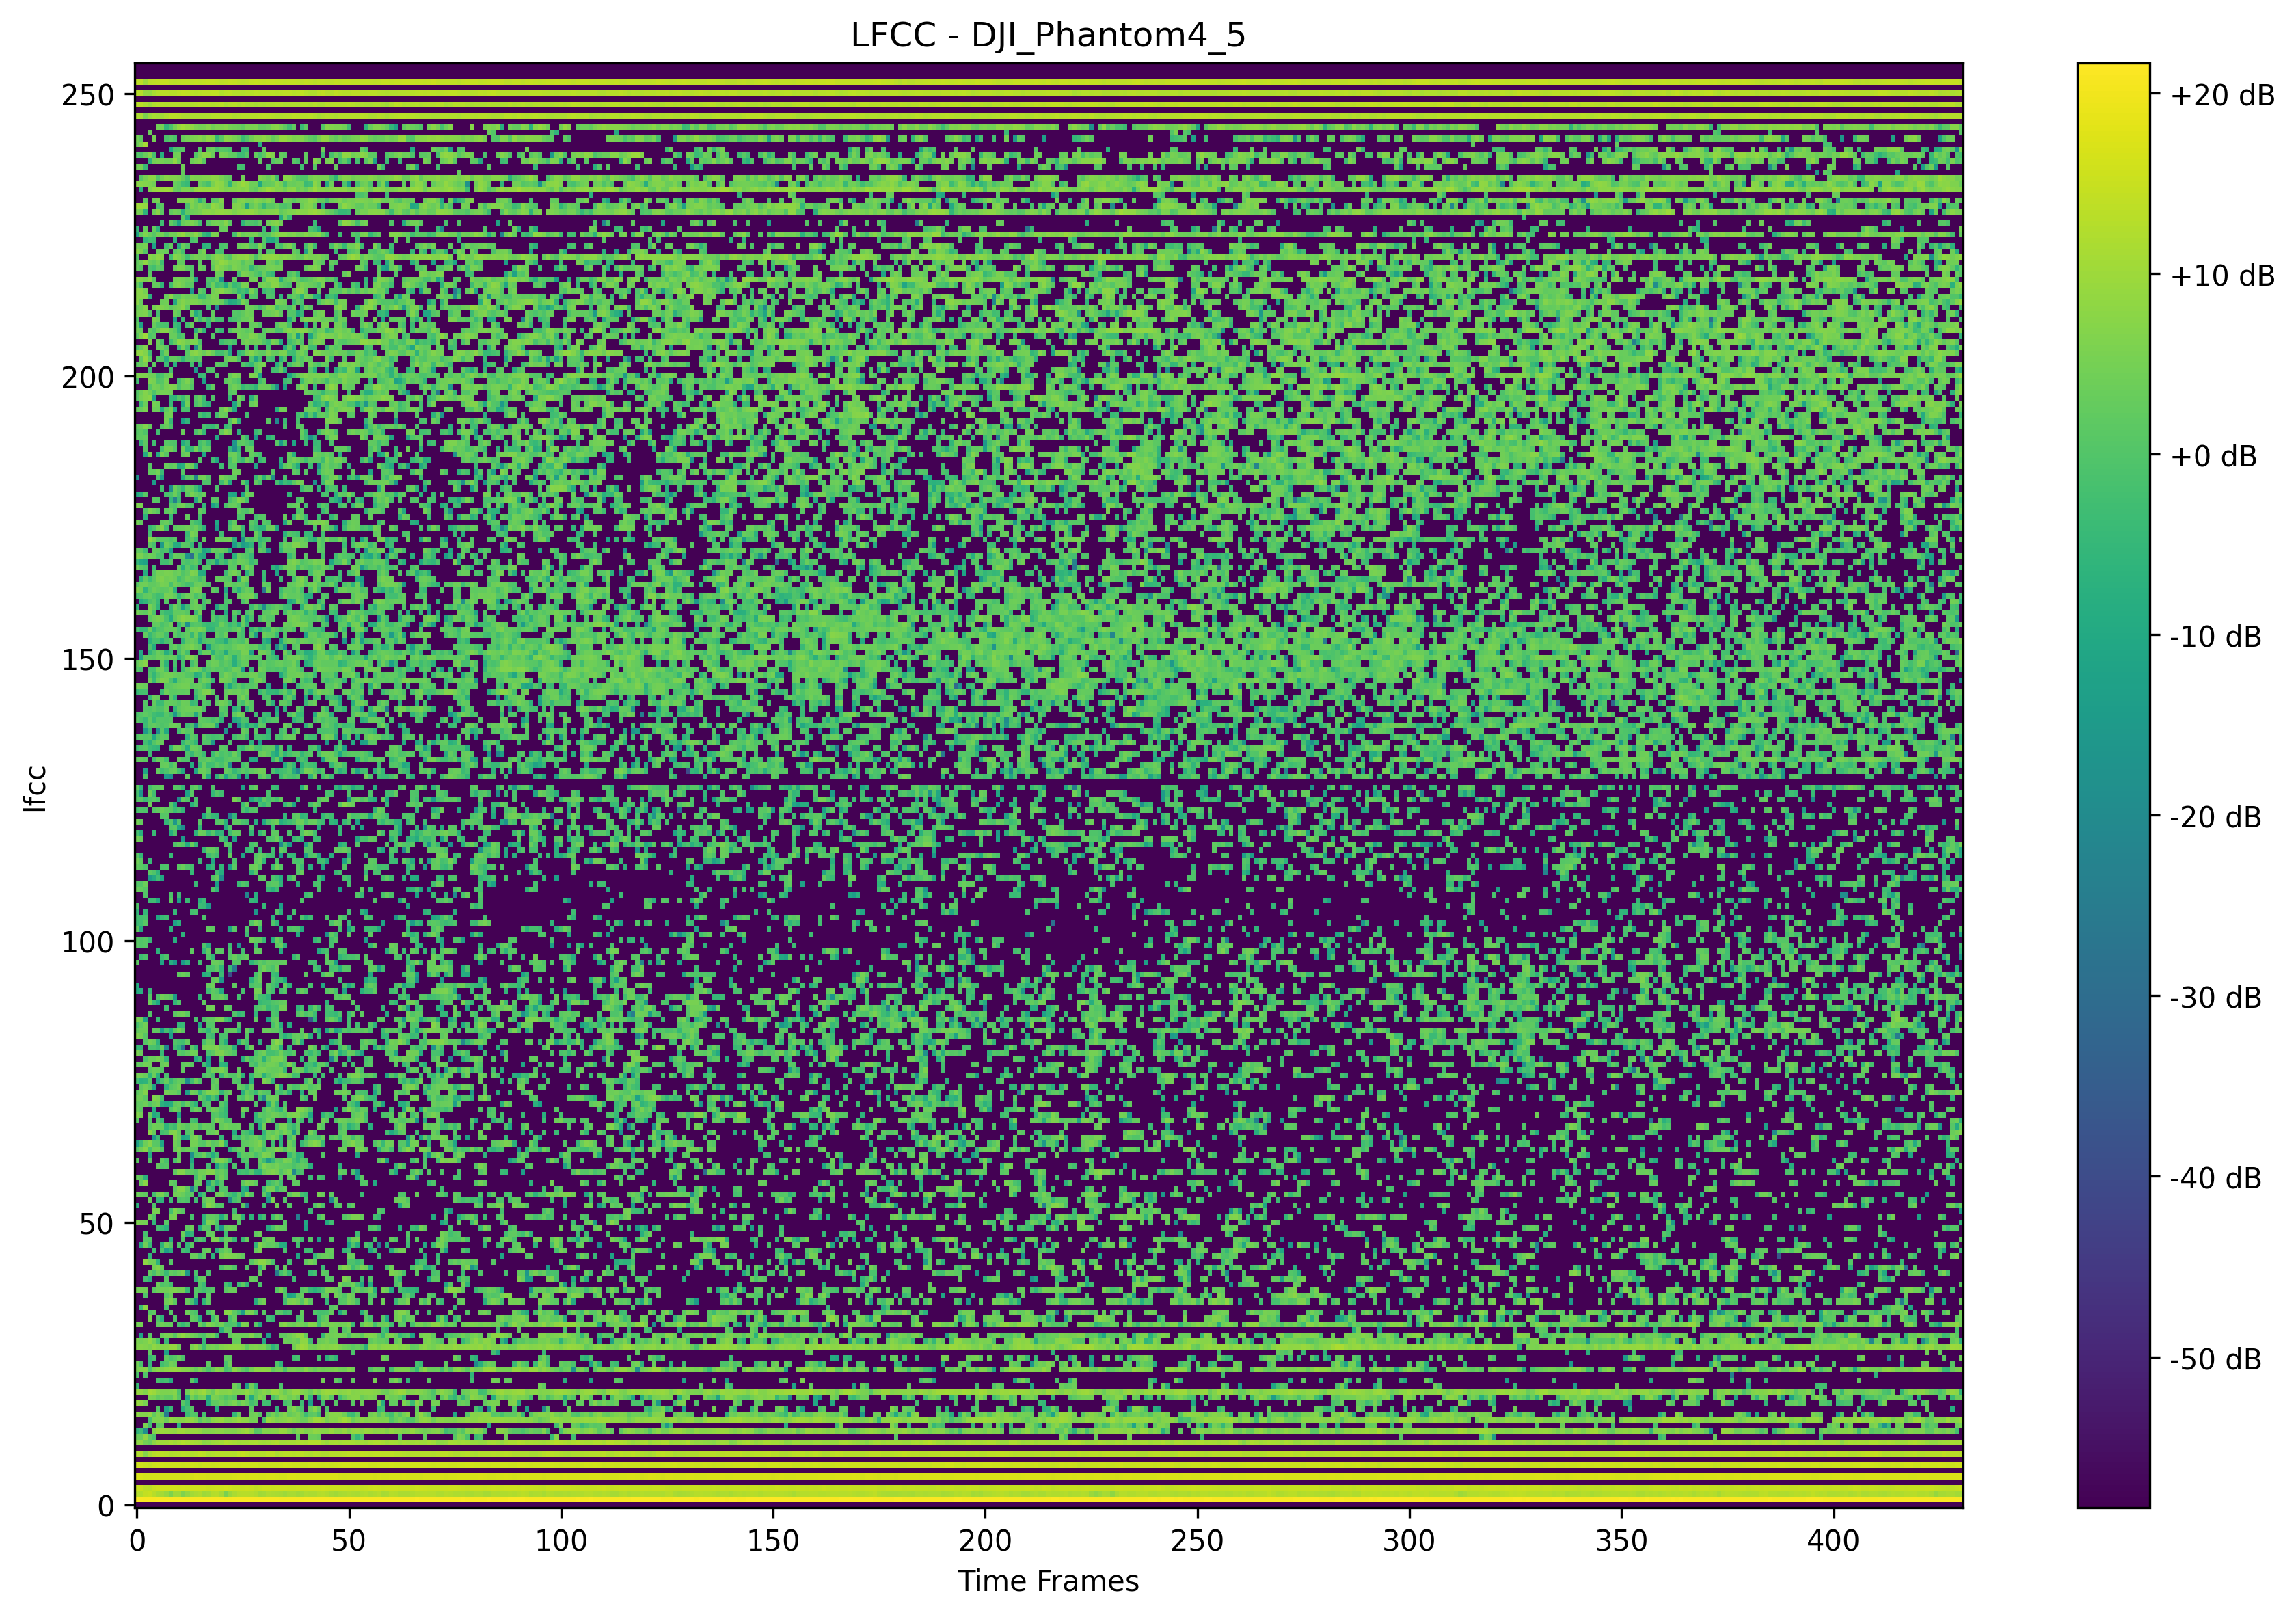 LFCC - DJI_Phantom4_5
250
200
150
100
50
0
lfcc
0 50 100 150 200 250 300 350 400
Time Frames
+20 dB
+10 dB
+0 dB
-10 dB
-20 dB
-30 dB
-40 dB
-50 dB